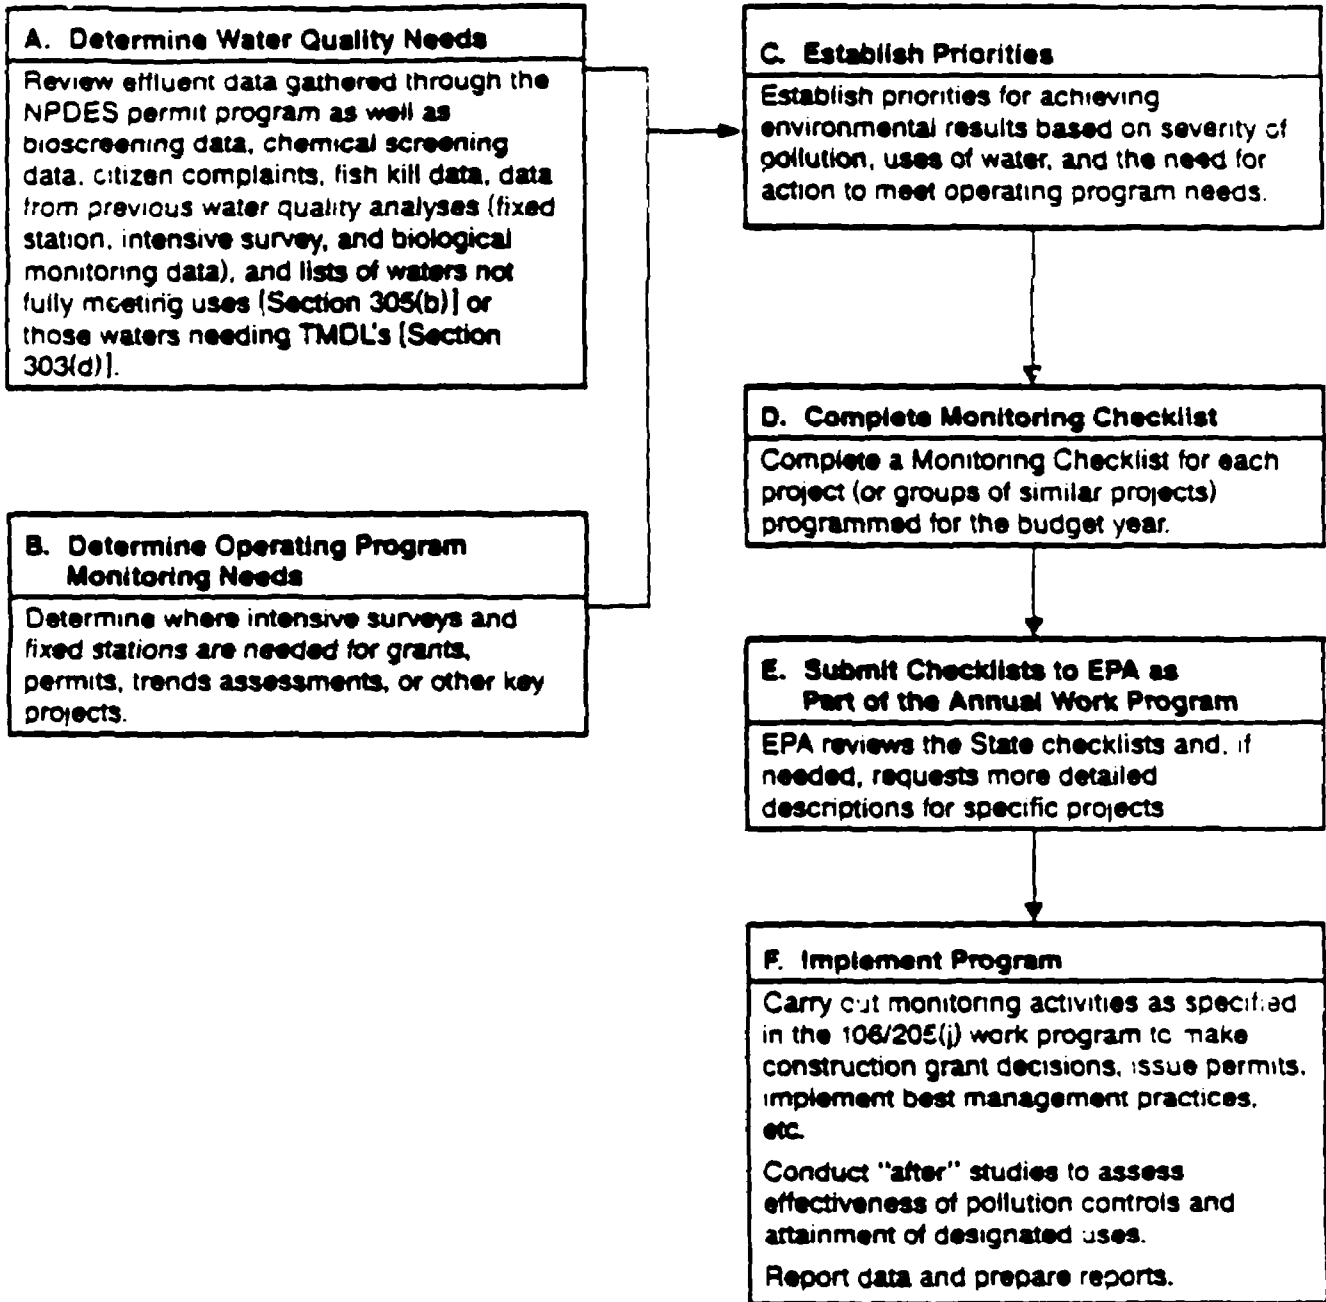 A. Determine Water Quality Needs
Review effluent data gathered through the
NPDES permit program as well as
bioscreening data, chemical screening
data, citizen complaints, fish kill data, data
from previous water quality analyses (fixed
station, intensive survey, and biological
monitoring data), and lists of waters not
fully meeting uses [Section 305(b)] or
those waters needing TMDL's [Section
303(d)].
B. Determine Operating Program
Monitoring Needs
Determine where intensive surveys and
fixed stations are needed for grants,
permits, trends assessments, or other key
projects.
C. Establish Priorities
Establish priorities for achieving
environmental results based on severity of
pollution, uses of water, and the need for
action to meet operating program needs.
D. Complete Monitoring Checklist
Complete a Monitoring Checklist for each
project (or groups of similar projects)
programmed for the budget year.
E. Submit Checklists to EPA as
Part of the Annual Work Program
EPA reviews the State checklists and, if
needed, requests more detailed
descriptions for specific projects
F. Implement Program
Carry out monitoring activities as specified
in the 106/205(j) work program to make
construction grant decisions, issue permits,
implement best management practices,
etc.
Conduct "after" studies to assess
effectiveness of pollution controls and
attainment of designated uses.
Report data and prepare reports.